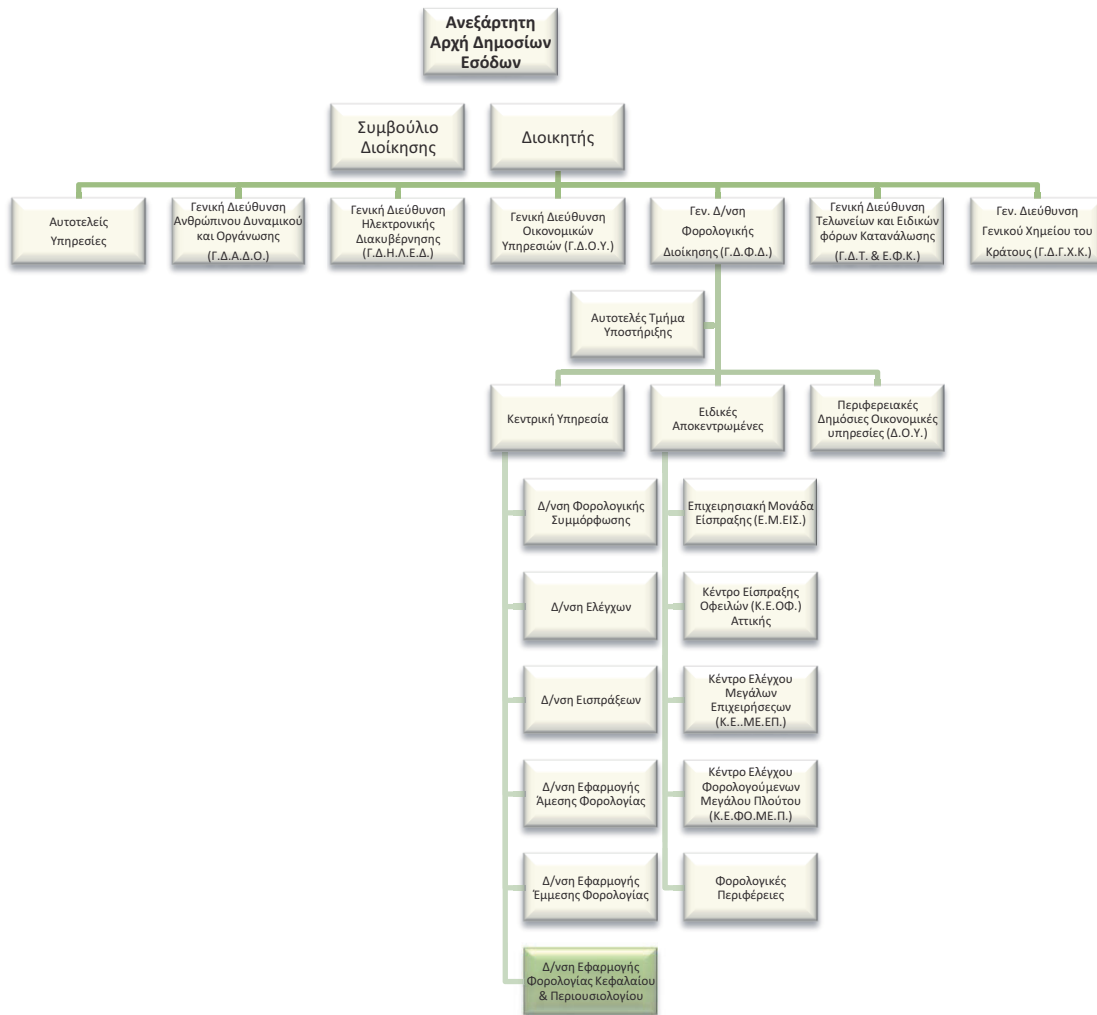 Ανεξάρτητη
Αρχή Δημοσίων
Εσόδων
Συμβούλιο
Διοίκησης
Διοικητής
Αυτοτελείς
Υπηρεσίες
Γενική Διεύθυνση
Ανθρώπινου Δυναμικού
και Οργάνωσης
(Γ.Δ.Α.Δ.Ο.)
Γενική Διεύθυνση
Ηλεκτρονικής
Διακυβέρνησης
(Γ.Δ.Η.Λ.Ε.Δ.)
Γενική Διεύθυνση
Οικονομικών
Υπηρεσιών (Γ.Δ.Ο.Υ.)
Γεν. Δ/νση
Φορολογικής
Διοίκησης (Γ.Δ.Φ.Δ.)
Γενική Διεύθυνση
Τελωνείων και Ειδικών
φόρων Κατανάλωσης
(Γ.Δ.Τ. & Ε.Φ.Κ.)
Γεν. Διεύθυνση
Γενικού Χημείου του
Κράτους (Γ.Δ.Γ.Χ.Κ.)
Αυτοτελές Τμήμα
Υποστήριξης
Κεντρική Υπηρεσία
Ειδικές
Αποκεντρωμένες
Περιφερειακές
Δημόσιες Οικονομικές
υπηρεσίες (Δ.Ο.Υ.)
Δ/νση Φορολογικής
Συμμόρφωσης
Δ/νση Ελέγχων
Δ/νση Εισπράξεων
Δ/νση Εφαρμογής
Άμεσης Φορολογίας
Δ/νση Εφαρμογής
Έμμεσης Φορολογίας
Δ/νση Εφαρμογής
Φορολογίας Κεφαλαίου
& Περιουσιολογίου
Επιχειρησιακή Μονάδα
Είσπραξης (Ε.Μ.ΕΙΣ.)
Κέντρο Είσπραξης
Οφειλών (Κ.Ε.ΟΦ.)
Αττικής
Κέντρο Ελέγχου
Μεγάλων
Επιχειρήσεςων
(Κ.Ε..ΜΕ.ΕΠ.)
Κέντρο Ελέγχου
Φορολογούμενων
Μεγάλου Πλούτου
(Κ.Ε.ΦΟ.ΜΕ.Π.)
Φορολογικές
Περιφέρειες